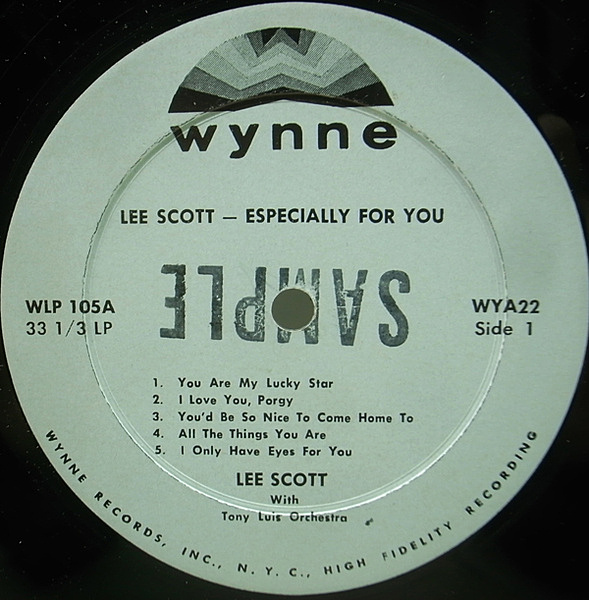 wynne
LEE SCOTT — ESPECIALLY FOR YOU
SAMPLE
WLP 105A
33 1/3 LP
WYA22
Side 1
1. You Are My Lucky Star
2. I Love You, Porgy
3. You'd Be So Nice To Come Home To
4. All The Things You Are
5. I Only Have Eyes For You
LEE SCOTT
With
Tony Luis Orchestra
WYNNE RECORDS, INC., N. Y. C., HIGH FIDELITY RECORDING